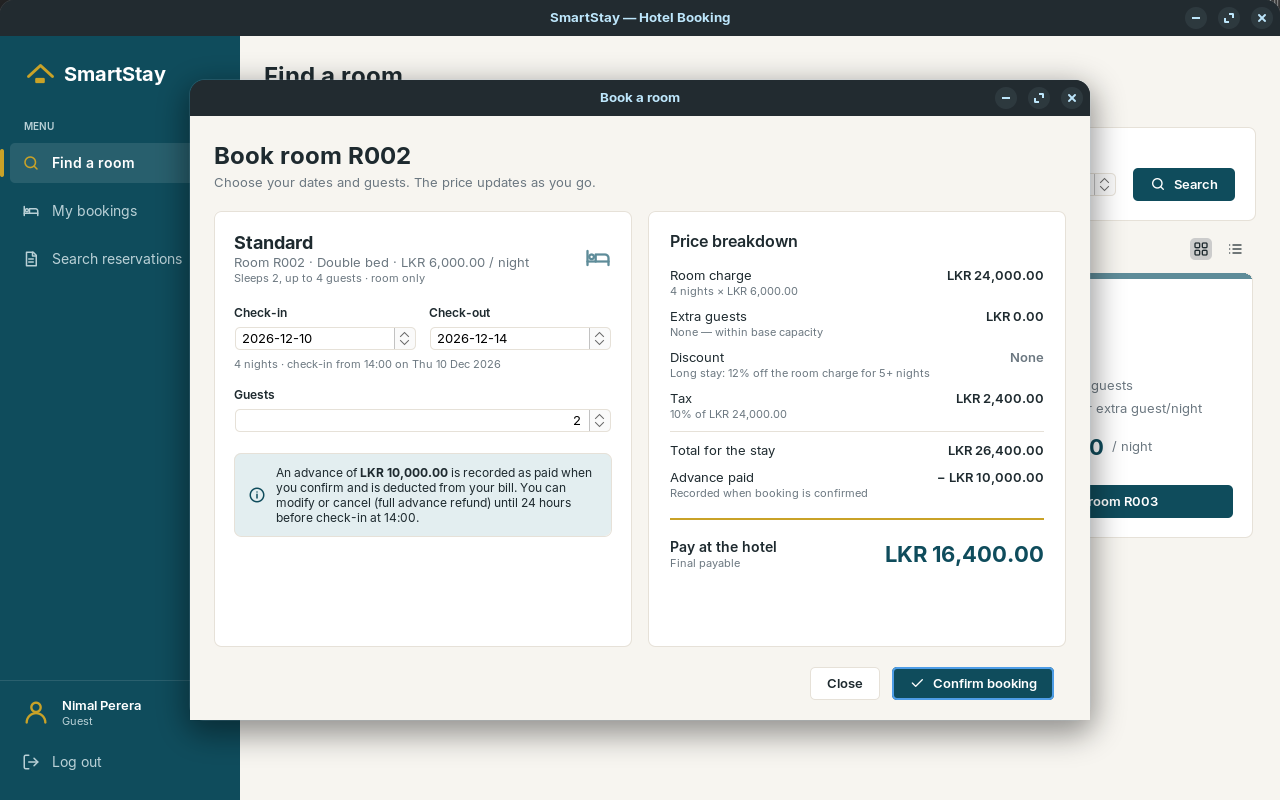 SmartStay — Hotel Booking
SmartStay
MENU
Find a room
My bookings
Search reservations
Nimal Perera
Guest
Log out
Find a room
Search
guests
extra guest/night
/ night
room R003
Book a room
Book room R002
Choose your dates and guests. The price updates as you go.
Standard
Room R002 · Double bed · LKR 6,000.00 / night
Sleeps 2, up to 4 guests · room only
Check-in
Check-out
2026-12-10
2026-12-14
4 nights · check-in from 14:00 on Thu 10 Dec 2026
Guests
2
An advance of LKR 10,000.00 is recorded as paid when
you confirm and is deducted from your bill. You can
modify or cancel (full advance refund) until 24 hours
before check-in at 14:00.
Price breakdown
Room charge LKR 24,000.00
4 nights × LKR 6,000.00
Extra guests LKR 0.00
None — within base capacity
Discount None
Long stay: 12% off the room charge for 5+ nights
Tax LKR 2,400.00
10% of LKR 24,000.00
Total for the stay LKR 26,400.00
Advance paid − LKR 10,000.00
Recorded when booking is confirmed
Pay at the hotel LKR 16,400.00
Final payable
Close
Confirm booking